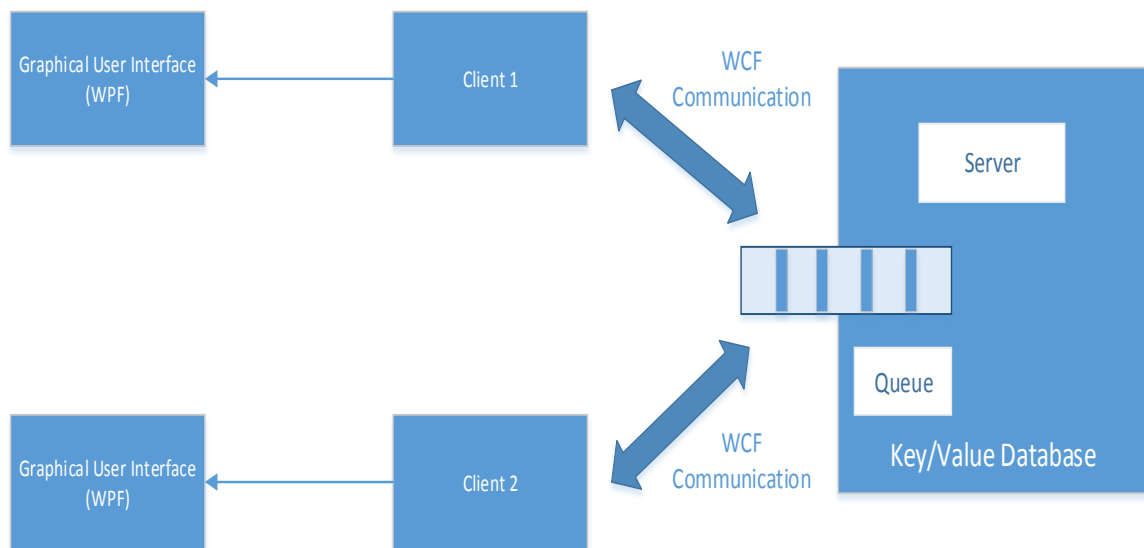 Graphical User Interface
(WPF)
Client 1
WCF
Communication
Server
Queue
Key/Value Database
Graphical User Interface
(WPF)
Client 2
WCF
Communication